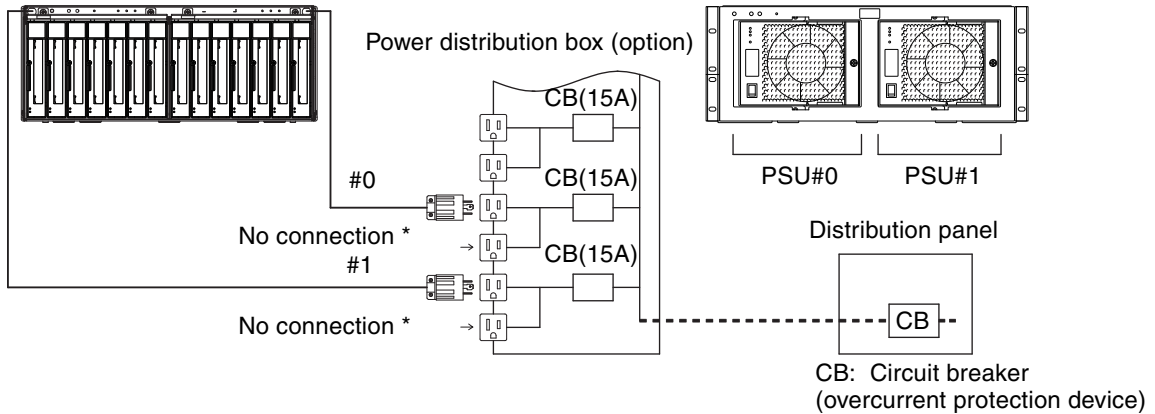 Power distribution box (option)
CB(15A)
PSU#0
PSU#1
#0
CB(15A)
No connection *
→
Distribution panel
#1
CB(15A)
No connection *
→
CB
CB: Circuit breaker
(overcurrent protection device)